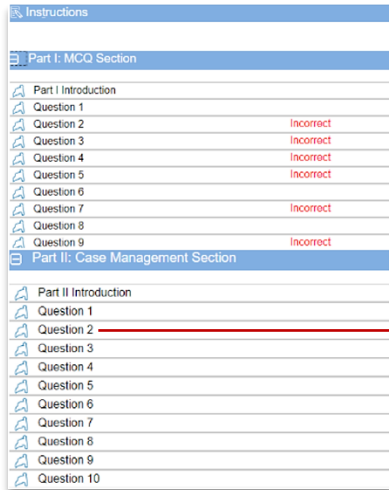 Instructions
Part I: MCQ Section
Part I Introduction
Question 1
Question 2 Incorrect
Question 3 Incorrect
Question 4 Incorrect
Question 5 Incorrect
Question 6
Question 7 Incorrect
Question 8
Question 9 Incorrect
Part II: Case Management Section
Part II Introduction
Question 1
Question 2
Question 3
Question 4
Question 5
Question 6
Question 7
Question 8
Question 9
Question 10